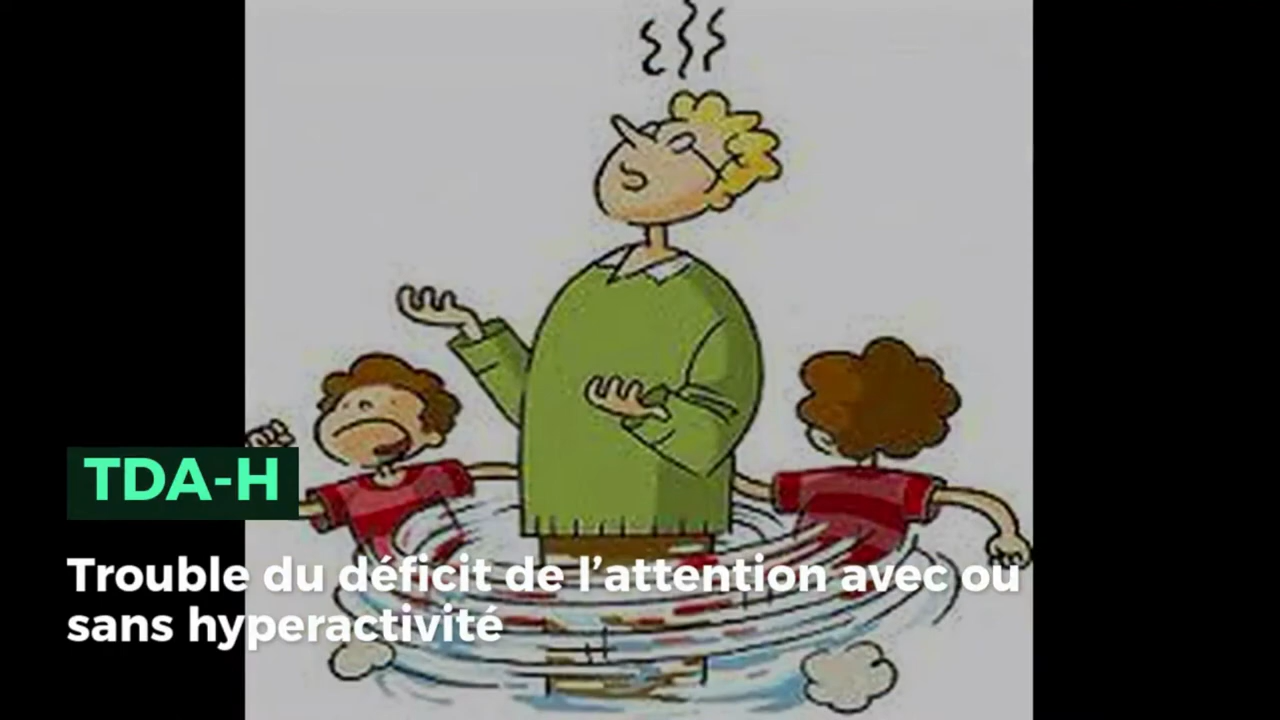 TDA-H
Trouble du déficit de l’attention avec ou
sans hyperactivité